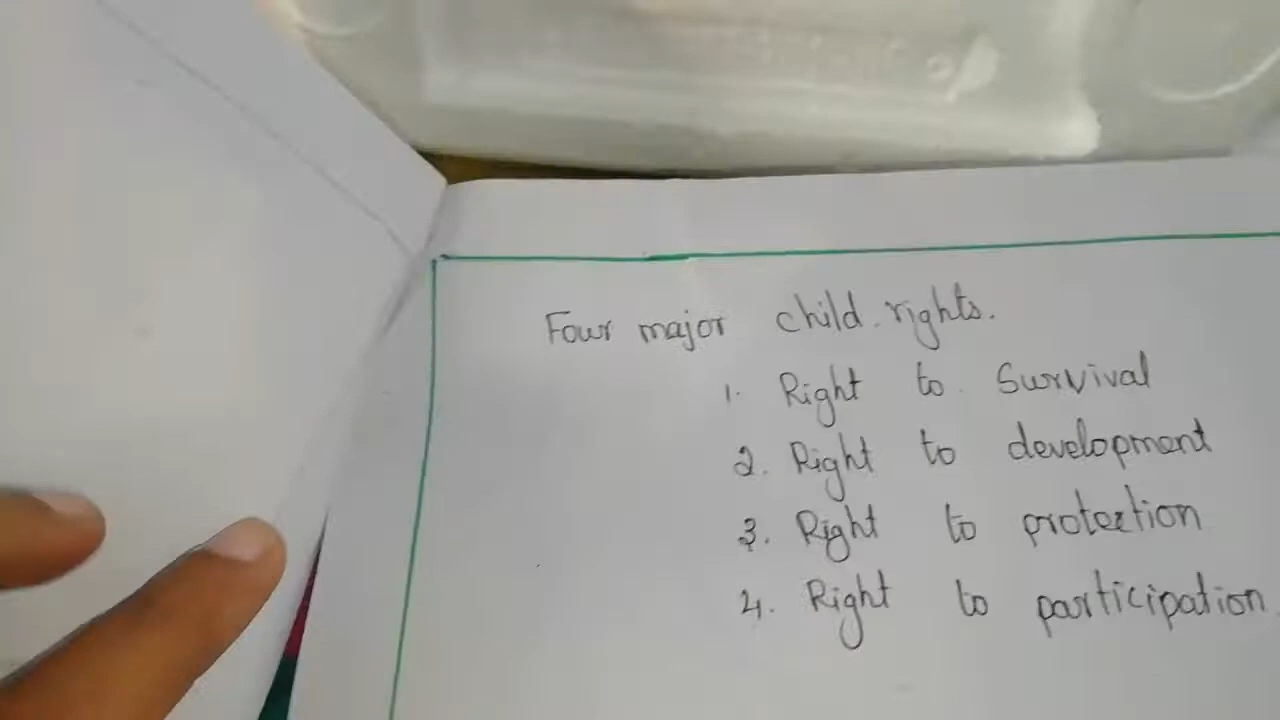 Four major child rights.
1. Right to Survival
2. Right to development
3. Right to protection
4. Right to participation